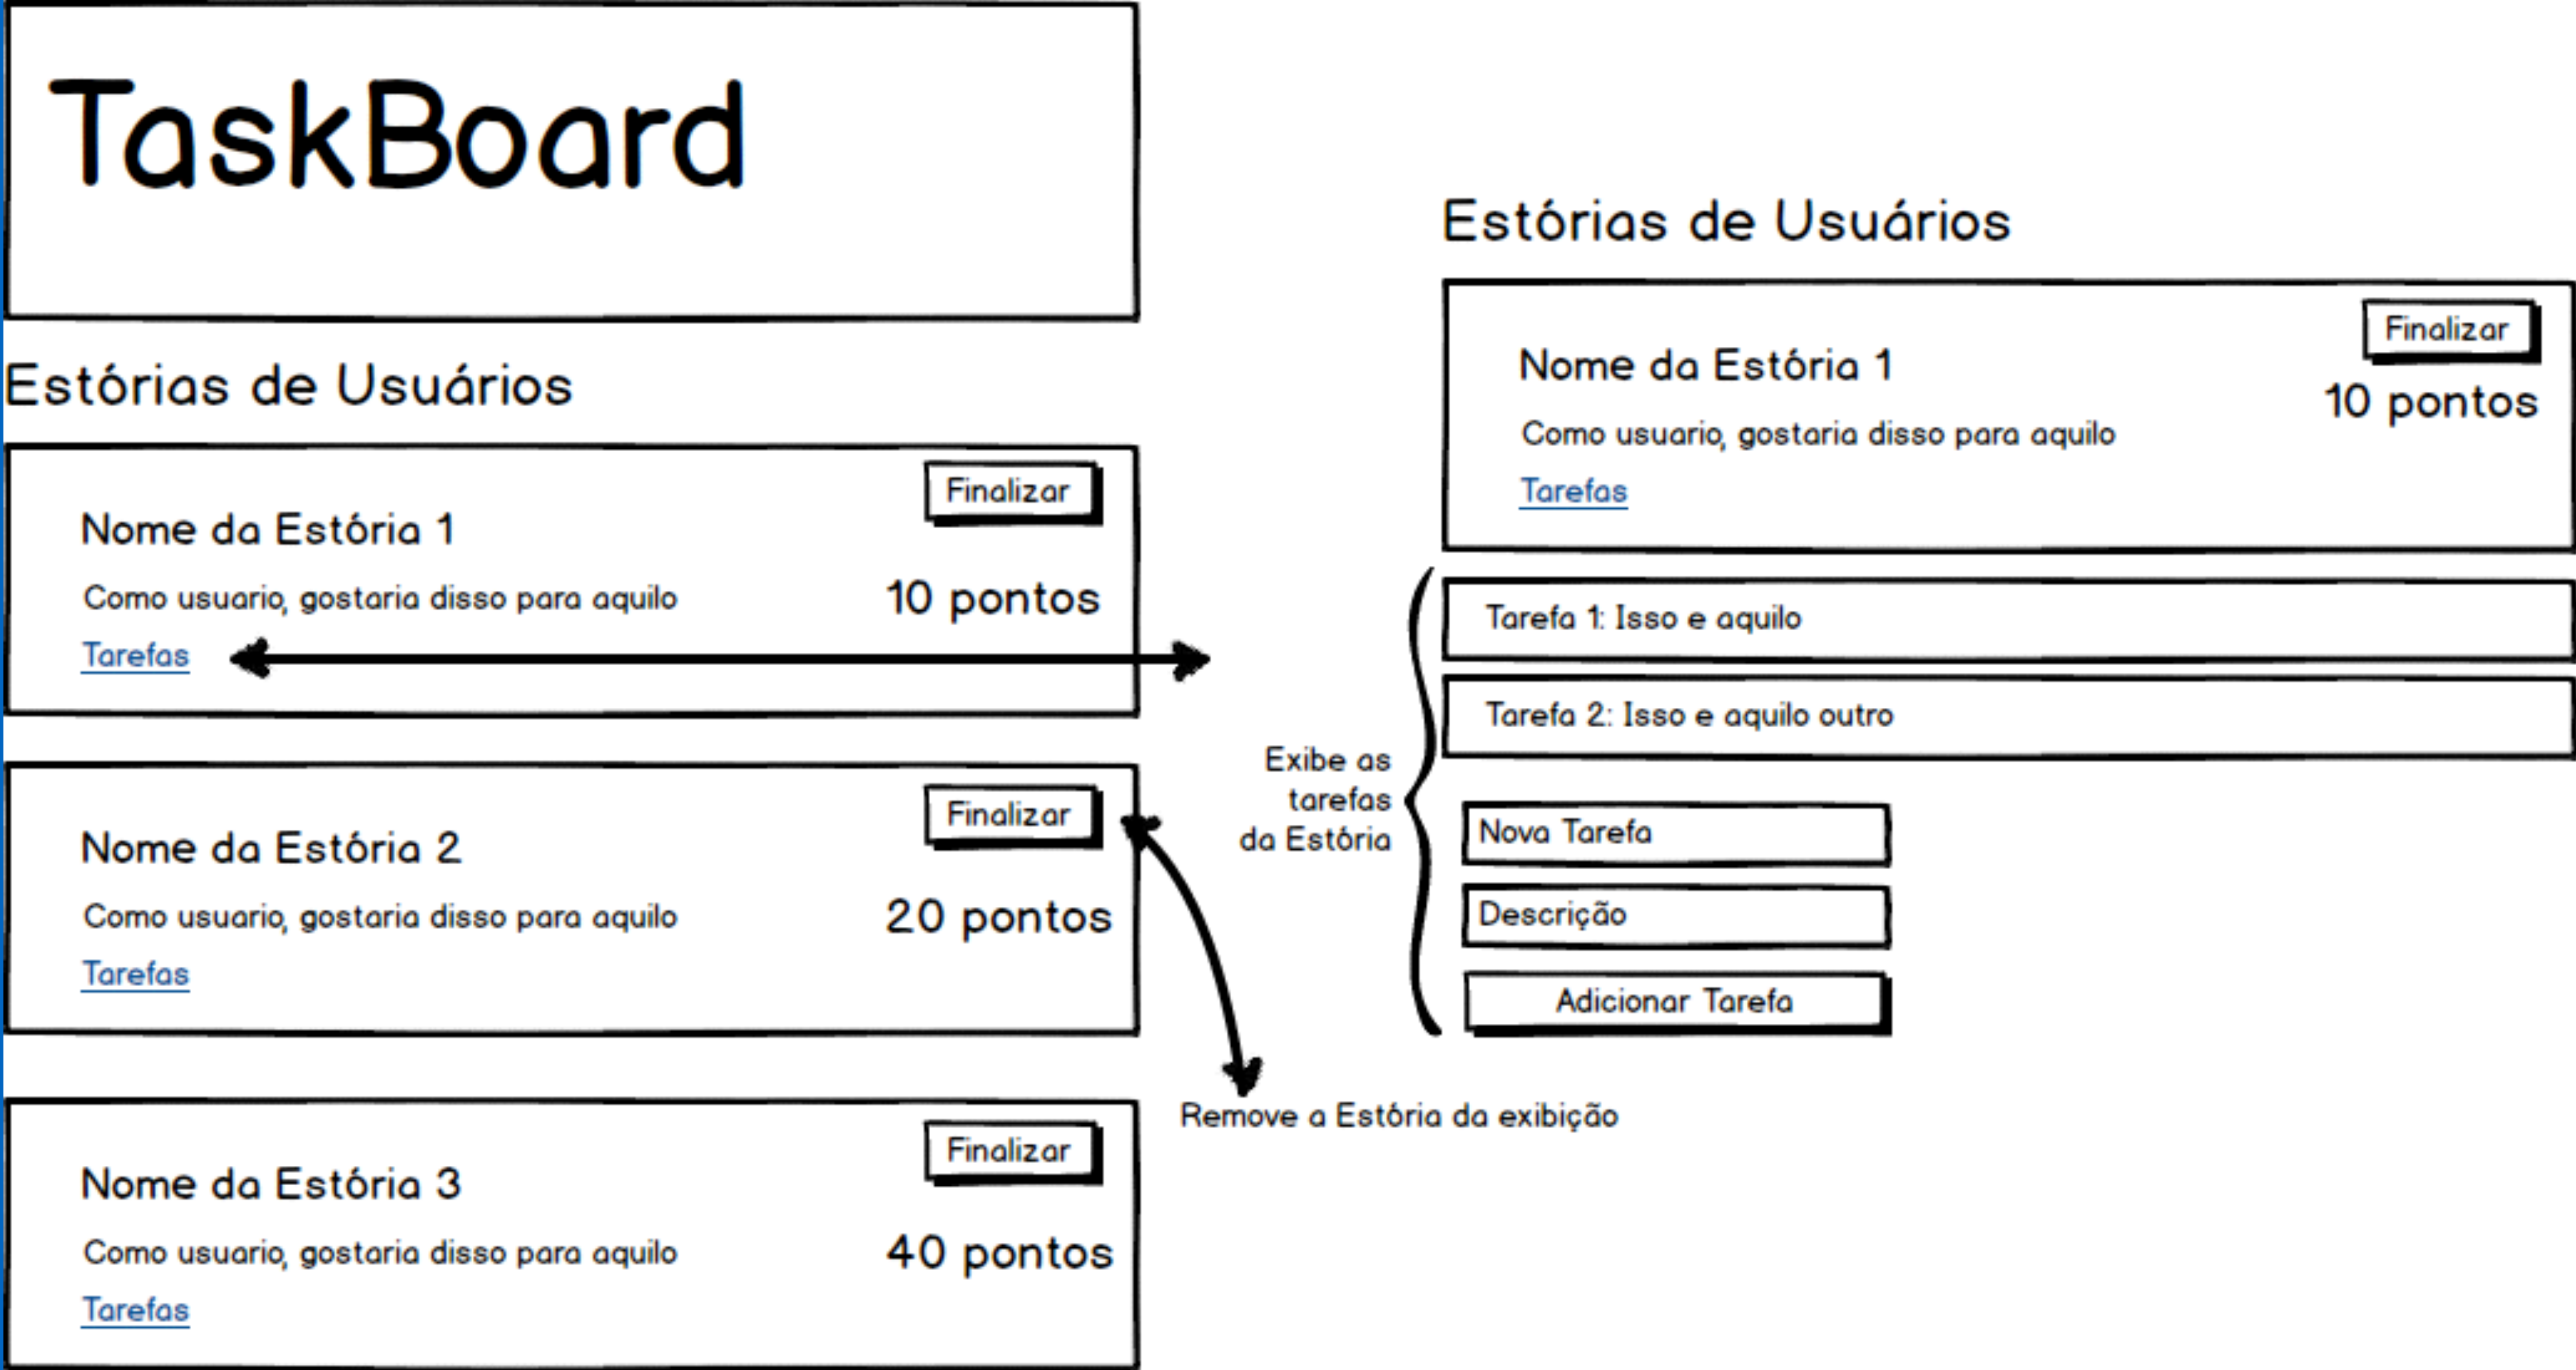 TaskBoard
Estórias de Usuários
Nome da Estória 1
Finalizar
Como usuario, gostaria disso para aquilo
10 pontos
Tarefas
Nome da Estória 2
Finalizar
Como usuario, gostaria disso para aquilo
20 pontos
Tarefas
Nome da Estória 3
Finalizar
Como usuario, gostaria disso para aquilo
40 pontos
Tarefas
Estórias de Usuários
Finalizar
Nome da Estória 1
10 pontos
Como usuario, gostaria disso para aquilo
Tarefas
Tarefa 1: Isso e aquilo
Tarefa 2: Isso e aquilo outro
Exibe as
tarefas
da Estória
Nova Tarefa
Descrição
Adicionar Tarefa
Remove a Estória da exibição